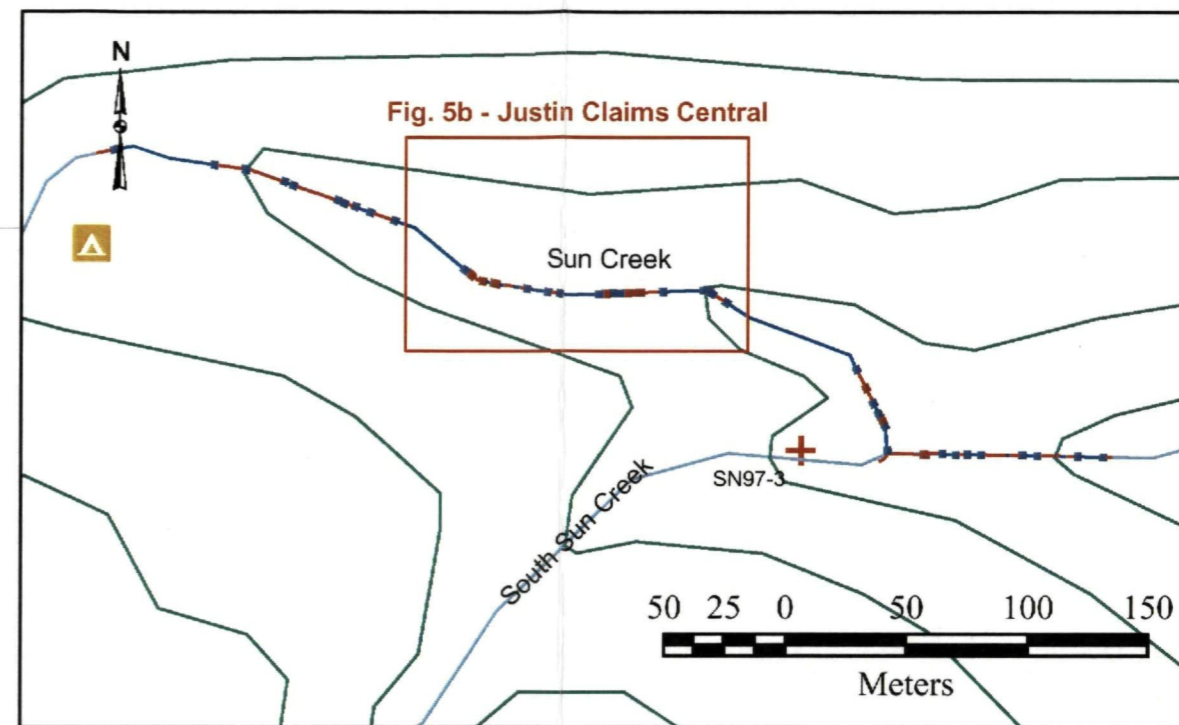 N
Fig. 5b - Justin Claims Central
Sun Creek
SN97-3
South Sun Creek
50 25 0 50 100 150
Meters